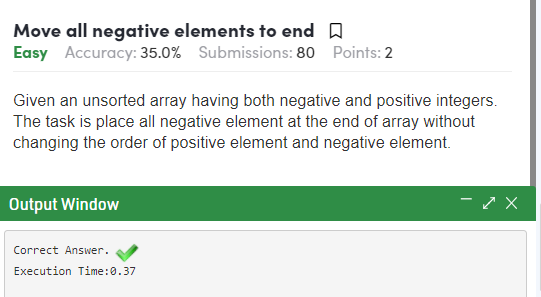 Move all negative elements to end
Easy Accuracy: 35.0% Submissions: 80 Points: 2
Given an unsorted array having both negative and positive integers.
The task is place all negative element at the end of array without
changing the order of positive element and negative element.
Output Window
Correct Answer.
Execution Time:0.37